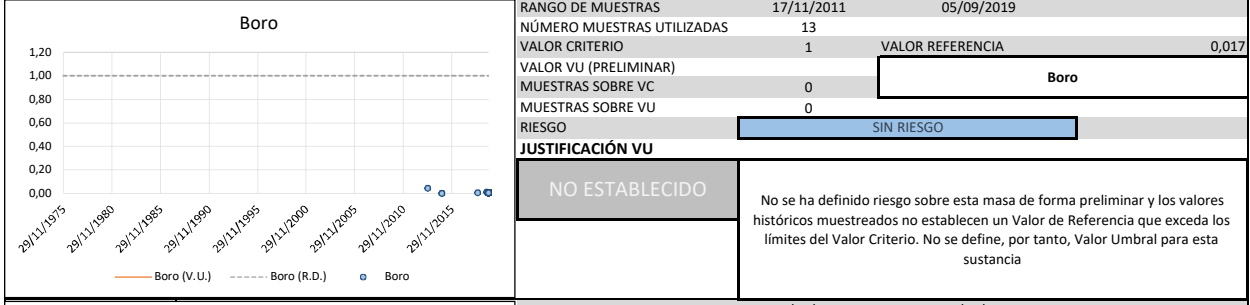 Boro
1,20
1,00
0,80
0,60
0,40
0,20
0,00
29/11/1975
29/11/1980
29/11/1985
29/11/1990
29/11/1995
29/11/2000
29/11/2005
29/11/2010
29/11/2015
Boro (V.U.) Boro (R.D.) Boro
RANGO DE MUESTRAS 17/11/2011 05/09/2019
NÚMERO MUESTRAS UTILIZADAS 13
VALOR CRITERIO 1 VALOR REFERENCIA 0,017
VALOR VU (PRELIMINAR)
Boro
MUESTRAS SOBRE VC 0
MUESTRAS SOBRE VU 0
RIESGO SIN RIESGO
JUSTIFICACIÓN VU
NO ESTABLECIDO
No se ha definido riesgo sobre esta masa de forma preliminar y los valores
históricos muestreados no establecen un Valor de Referencia que exceda los
límites del Valor Criterio. No se define, por tanto, Valor Umbral para esta
sustancia